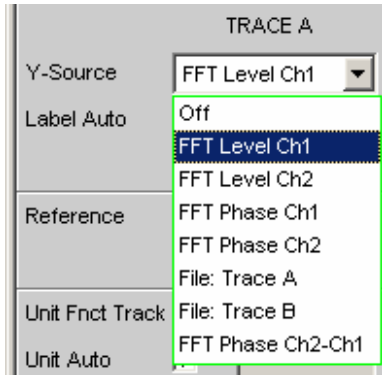 TRACE A
Y-Source FFT Level Ch1
Label Auto
Off
FFT Level Ch1
FFT Level Ch2
Reference
FFT Phase Ch1
FFT Phase Ch2
File: Trace A
Unit Fnct Track
File: Trace B
Unit Auto
FFT Phase Ch2-Ch1